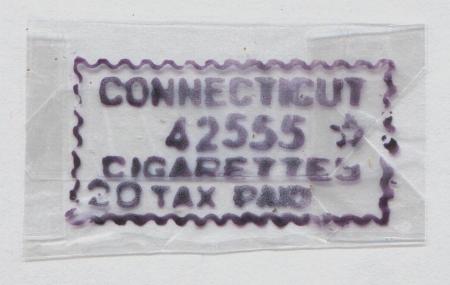 CONNECTICUT
42555 ☆
CIGARETTES
20 TAX PAID